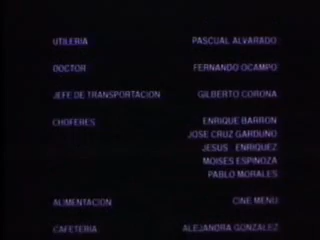 UTILERIA PASCUAL ALVARADO
DOCTOR FERNANDO OCAMPO
JEFE DE TRANSPORTACION GILBERTO CORONA
CHOFERES ENRIQUE BARRON
JOSE CRUZ GARDUÑO
JESUS ENRIQUEZ
MOISES ESPINOZA
PABLO MORALES
ALIMENTACION CINE MENU
CAFETERIA ALEJANDRA GONZALEZ